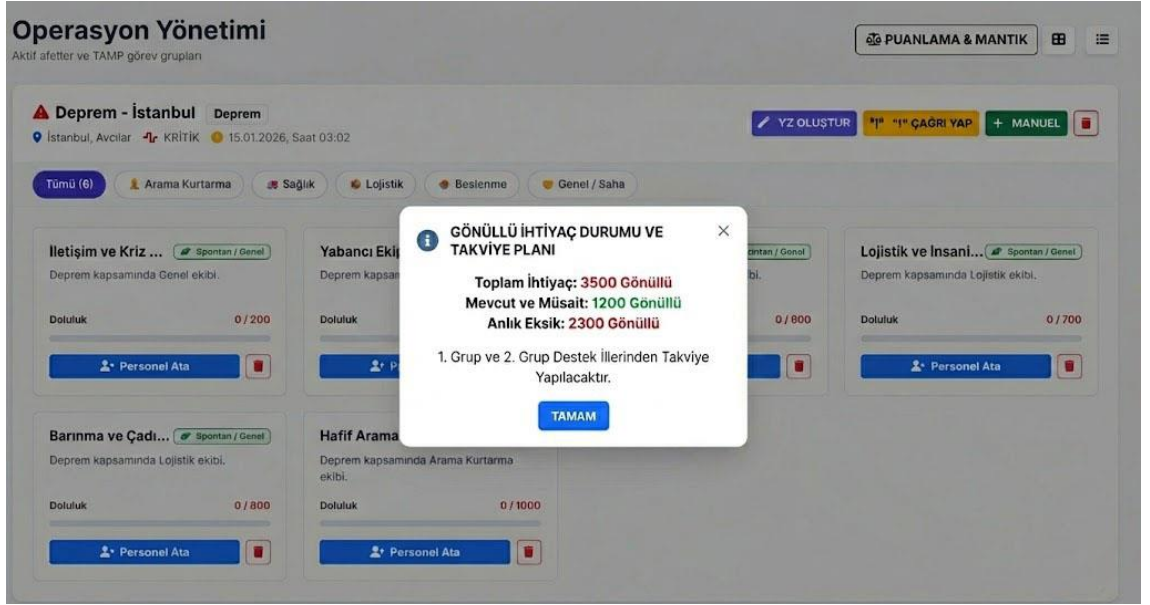 Operasyon Yönetimi
Aktif afetler ve TAMP görev grupları
PUANLAMA & MANTIK
Deprem - İstanbul Deprem
İstanbul, Avcılar KRİTİK 15.01.2026, Saat 03:02
YZ OLUŞTUR "!" ÇAĞRI YAP + MANUEL
Tümü (6) Arama Kurtarma Sağlık Lojistik Beslenme Genel / Saha
GÖNÜLLÜ İHTİYAÇ DURUMU VE
TAKVİYE PLANI
Toplam İhtiyaç: 3500 Gönüllü
Mevcut ve Müsait: 1200 Gönüllü
Anlık Eksik: 2300 Gönüllü
1. Grup ve 2. Grup Destek İllerinden Takviye
Yapılacaktır.
TAMAM
İletişim ve Kriz ... Spontan / Genel
Deprem kapsamında Genel ekibi.
Doluluk 0 / 200
Personel Ata
Yabancı Ekip
Deprem kapsam
Doluluk
P
/ Genel
bi.
0 / 600
Lojistik ve İnsani... Spontan / Genel
Deprem kapsamında Lojistik ekibi.
Doluluk 0 / 700
Personel Ata
Barınma ve Çadı... Spontan / Genel
Deprem kapsamında Lojistik ekibi.
Doluluk 0 / 800
Personel Ata
Hafif Arama
Deprem kapsamında Arama Kurtarma
ekibi.
Doluluk 0 / 1000
Personel Ata